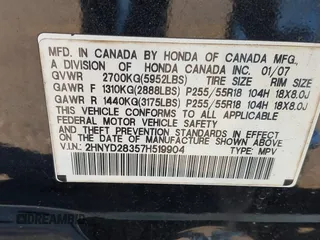 MFD. IN CANADA BY HONDA OF CANADA MFG.,
A DIVISION OF HONDA CANADA INC. 01/07
GVWR 2700KG(5952LBS) TIRE SIZE RIM SIZE
GAWR F 1310KG(2888LBS) P255/55R18 104H 18X8.0J
GAWR R 1440KG(3175LBS) P255/55R18 104H 18X8.0J
THIS VEHICLE CONFORMS TO ALL APPLICABLE
FEDERAL MOTOR VEHICLE SAFETY
STANDARDS IN EFFECT ON THE
DATE OF MANUFACTURE SHOWN ABOVE.
V.I.N.: 2HNYD28357H519904 TYPE: MPV
DREAMBID